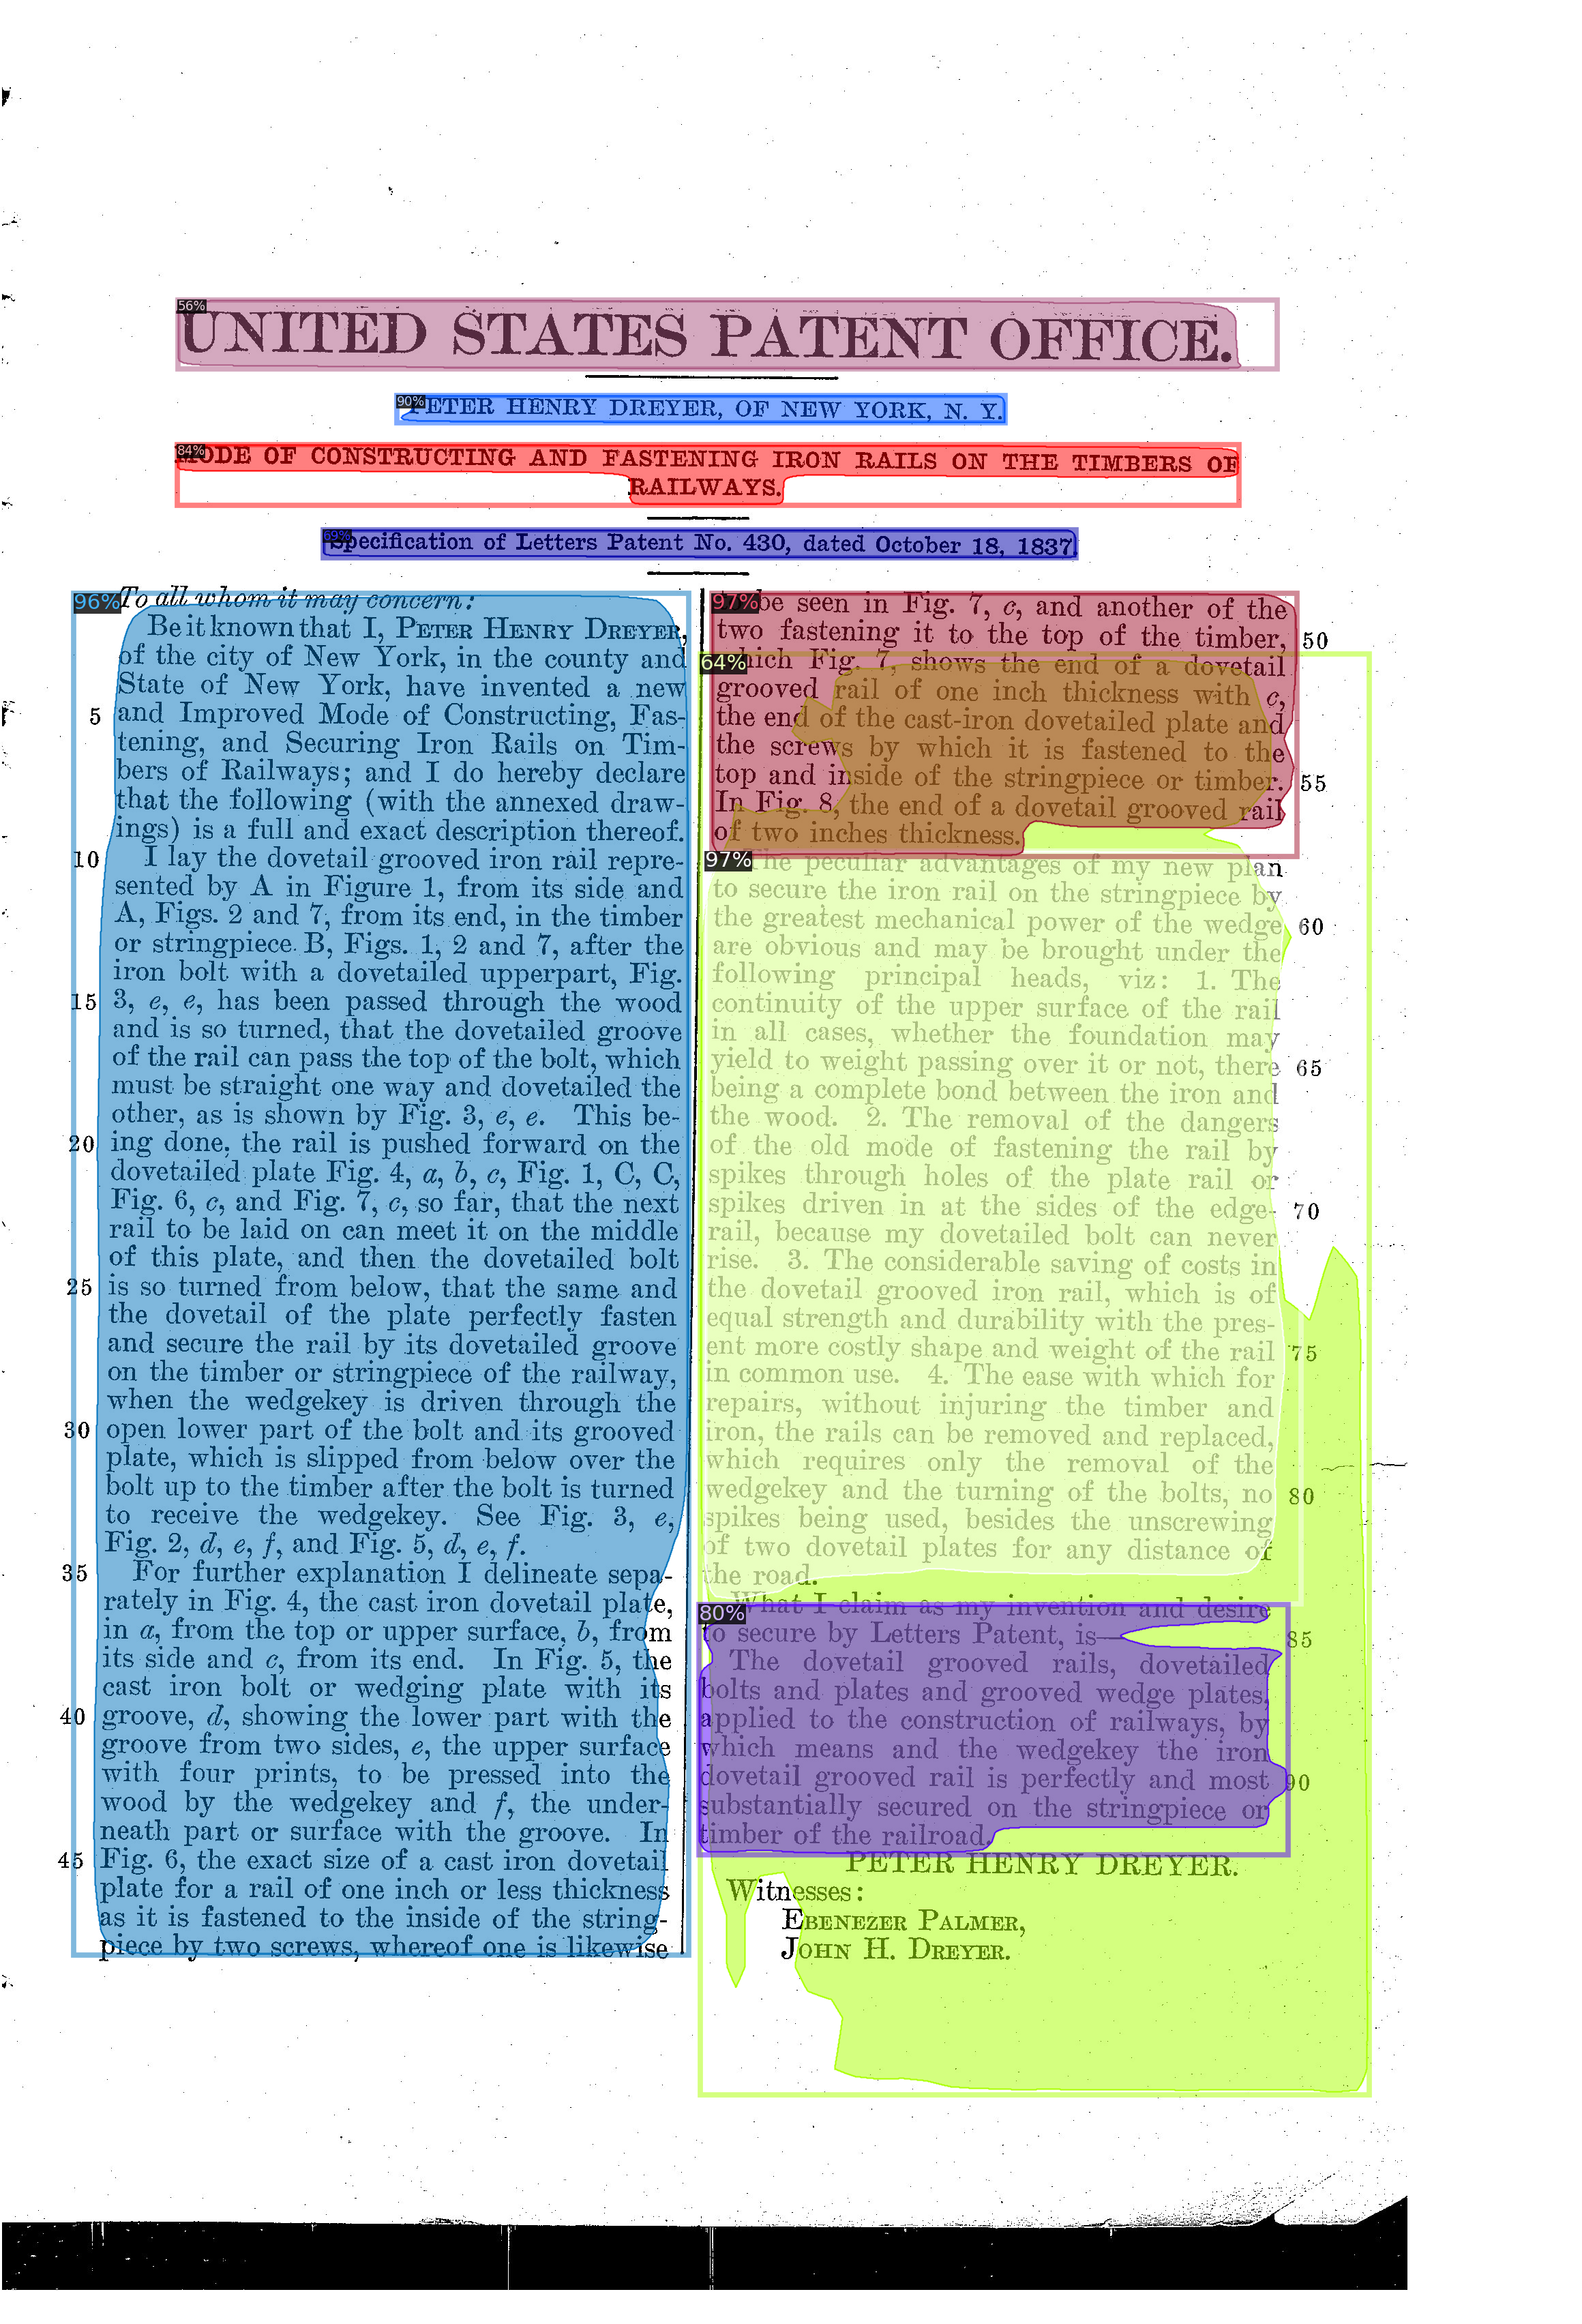 UNITED STATES PATENT OFFICE.
PETER HENRY DREYER, OF NEW YORK, N. Y.
MODE OF CONSTRUCTING AND FASTENING IRON RAILS ON THE TIMBERS OF
RAILWAYS.
Specification of Letters Patent No. 430, dated October 18, 1837.
To all whom it may concern:
Be it known that I, PETER HENRY DREYER,
of the city of New York, in the county and
State of New York, have invented a new
5 and Improved Mode of Constructing, Fas-
tening, and Securing Iron Rails on Tim-
bers of Railways; and I do hereby declare
that the following (with the annexed draw-
ings) is a full and exact description thereof.
10 I lay the dovetail grooved iron rail repre-
sented by A in Figure 1, from its side and
A, Figs. 2 and 7, from its end, in the timber
or stringpiece B, Figs. 1, 2 and 7, after the
iron bolt with a dovetailed upperpart, Fig.
15 3, e, e, has been passed through the wood
and is so turned, that the dovetailed groove
of the rail can pass the top of the bolt, which
must be straight one way and dovetailed the
other, as is shown by Fig. 3, e, e. This be-
20 ing done, the rail is pushed forward on the
dovetailed plate Fig. 4, a, b, c, Fig. 1, C, C,
Fig. 6, c, and Fig. 7, c, so far, that the next
rail to be laid on can meet it on the middle
of this plate, and then the dovetailed bolt
25 is so turned from below, that the same and
the dovetail of the plate perfectly fasten
and secure the rail by its dovetailed groove
on the timber or stringpiece of the railway,
when the wedgekey is driven through the
30 open lower part of the bolt and its grooved
plate, which is slipped from below over the
bolt up to the timber after the bolt is turned
to receive the wedgekey. See Fig. 3, e,
Fig. 2, d, e, f, and Fig. 5, d, e, f.
35 For further explanation I delineate sepa-
rately in Fig. 4, the cast iron dovetail plate,
in a, from the top or upper surface, b, from
its side and c, from its end. In Fig. 5, the
cast iron bolt or wedging plate with its
40 groove, d, showing the lower part with the
groove from two sides, e, the upper surface
with four prints, to be pressed into the
wood by the wedgekey and f, the under-
neath part or surface with the groove. In
45 Fig. 6, the exact size of a cast iron dovetail
plate for a rail of one inch or less thickness
as it is fastened to the inside of the string-
piece by two screws, whereof one is likewise
be seen in Fig. 7, c, and another of the
two fastening it to the top of the timber, 50
which Fig. 7, shows the end of a dovetail
grooved rail of one inch thickness with c,
the end of the cast-iron dovetailed plate and
the screws by which it is fastened to the
top and inside of the stringpiece or timber. 55
In Fig. 8, the end of a dovetail grooved rail
of two inches thickness.
The peculiar advantages of my new plan
to secure the iron rail on the stringpiece by
the greatest mechanical power of the wedge 60
are obvious and may be brought under the
following principal heads, viz: 1. The
continuity of the upper surface of the rail
in all cases, whether the foundation may
yield to weight passing over it or not, there 65
being a complete bond between the iron and
the wood. 2. The removal of the dangers
of the old mode of fastening the rail by
spikes through holes of the plate rail or
spikes driven in at the sides of the edge- 70
rail, because my dovetailed bolt can never
rise. 3. The considerable saving of costs in
the dovetail grooved iron rail, which is of
equal strength and durability with the pres-
ent more costly shape and weight of the rail 75
in common use. 4. The ease with which for
repairs, without injuring the timber and
iron, the rails can be removed and replaced,
which requires only the removal of the
wedgekey and the turning of the bolts, no 80
spikes being used, besides the unscrewing
of two dovetail plates for any distance of
the road.
What I claim as my invention and desire
to secure by Letters Patent, is— 85
The dovetail grooved rails, dovetailed
bolts and plates and grooved wedge plates,
applied to the construction of railways, by
which means and the wedgekey the iron
dovetail grooved rail is perfectly and most 90
substantially secured on the stringpiece or
timber of the railroad.
PETER HENRY DREYER.
Witnesses:
EBENEZER PALMER,
JOHN H. DREYER.
56%
90%
84%
69%
96%
97%
64%
97%
80%